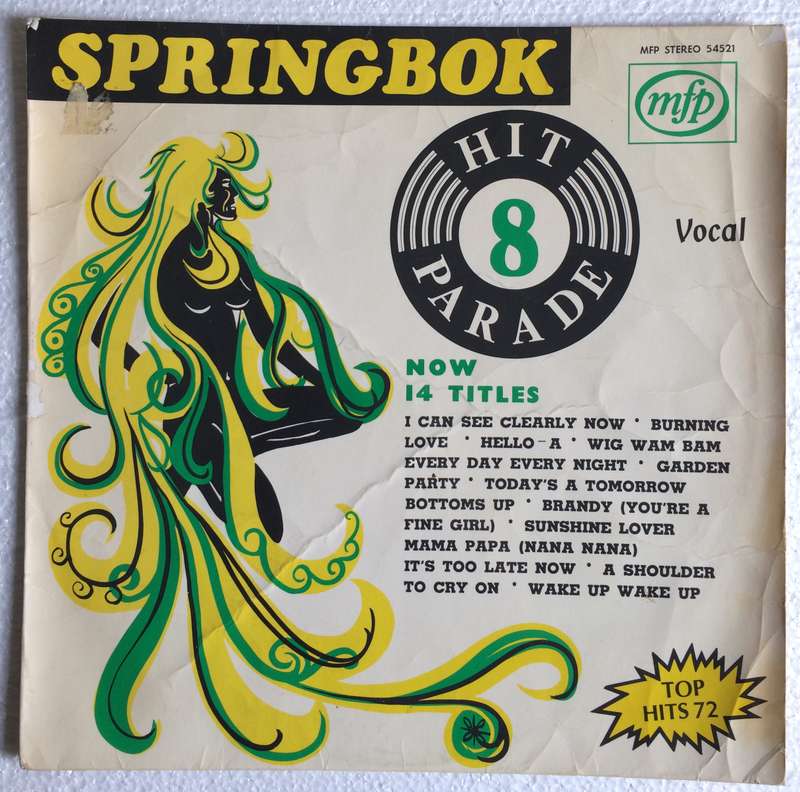 SPRINGBOK
MFP STEREO 54521
mfp
HIT
8
PARADE
Vocal
NOW
14 TITLES
I CAN SEE CLEARLY NOW * BURNING
LOVE * HELLO-A * WIG WAM BAM
EVERY DAY EVERY NIGHT * GARDEN
PARTY * TODAY'S A TOMORROW
BOTTOMS UP * BRANDY (YOU'RE A
FINE GIRL) * SUNSHINE LOVER
MAMA PAPA (NANA NANA)
IT'S TOO LATE NOW * A SHOULDER
TO CRY ON * WAKE UP WAKE UP
TOP
HITS 72